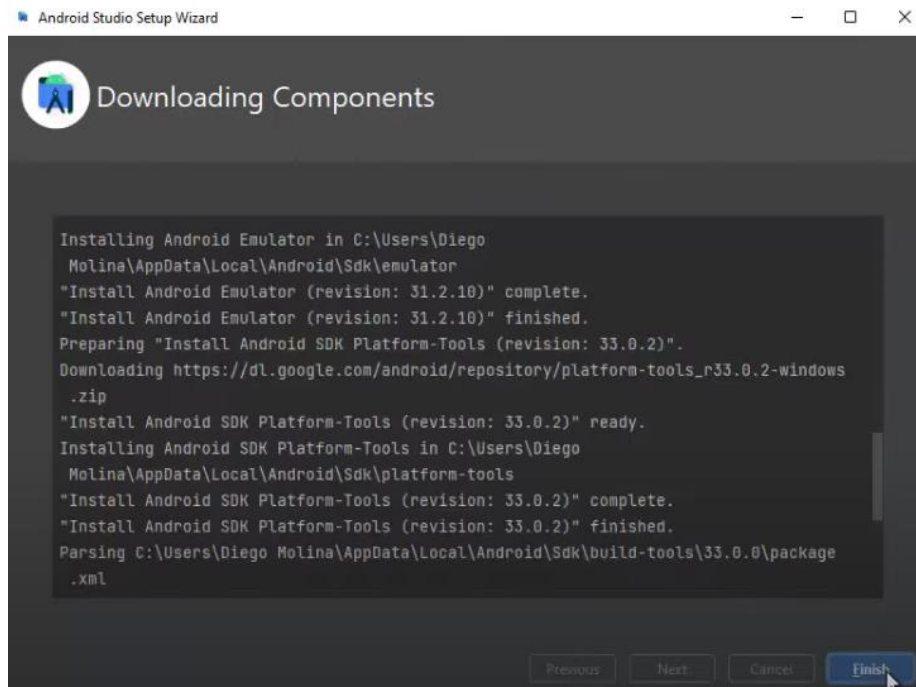 Android Studio Setup Wizard
Downloading Components
Installing Android Emulator in C:\Users\Diego
Molina\AppData\Local\Android\Sdk\emulator
"Install Android Emulator (revision: 31.2.10)" complete.
"Install Android Emulator (revision: 31.2.10)" finished.
Preparing "Install Android SDK Platform-Tools (revision: 33.0.2)".
Downloading https://dl.google.com/android/repository/platform-tools_r33.0.2-windows
.zip
"Install Android SDK Platform-Tools (revision: 33.0.2)" ready.
Installing Android SDK Platform-Tools in C:\Users\Diego
Molina\AppData\Local\Android\Sdk\platform-tools
"Install Android SDK Platform-Tools (revision: 33.0.2)" complete.
"Install Android SDK Platform-Tools (revision: 33.0.2)" finished.
Parsing C:\Users\Diego Molina\AppData\Local\Android\Sdk\build-tools\33.0.0\package
.xml
Previous Next Cancel Finish